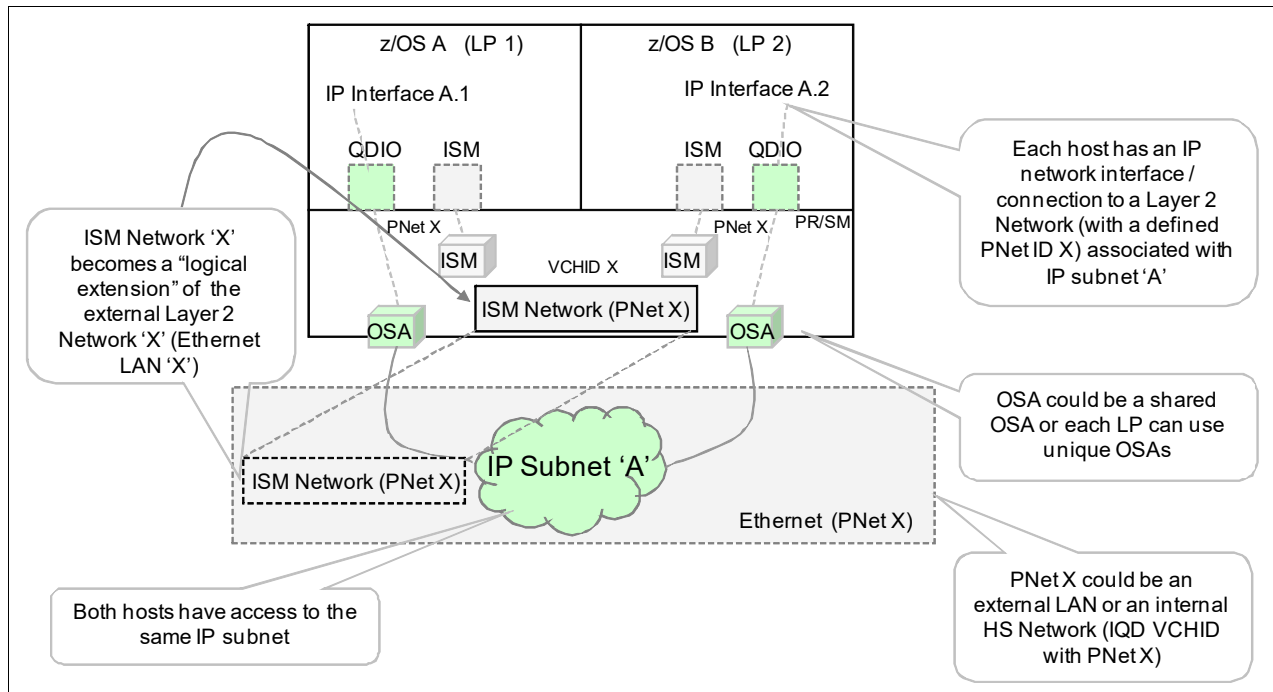 z/OS A (LP 1)
z/OS B (LP 2)
IP Interface A.1
IP Interface A.2
QDIO
ISM
ISM
QDIO
PNet X
PNet X
PR/SM
ISM
VCHID X
ISM
ISM Network (PNet X)
OSA
OSA
ISM Network ‘X’
becomes a “logical
extension” of the
external Layer 2
Network ‘X’ (Ethernet
LAN ‘X’)
Each host has an IP
network interface /
connection to a Layer 2
Network (with a defined
PNet ID X) associated with
IP subnet ‘A’
OSA could be a shared
OSA or each LP can use
unique OSAs
IP Subnet ‘A’
ISM Network (PNet X)
Ethernet (PNet X)
Both hosts have access to the
same IP subnet
PNet X could be an
external LAN or an internal
HS Network (IQD VCHID
with PNet X)